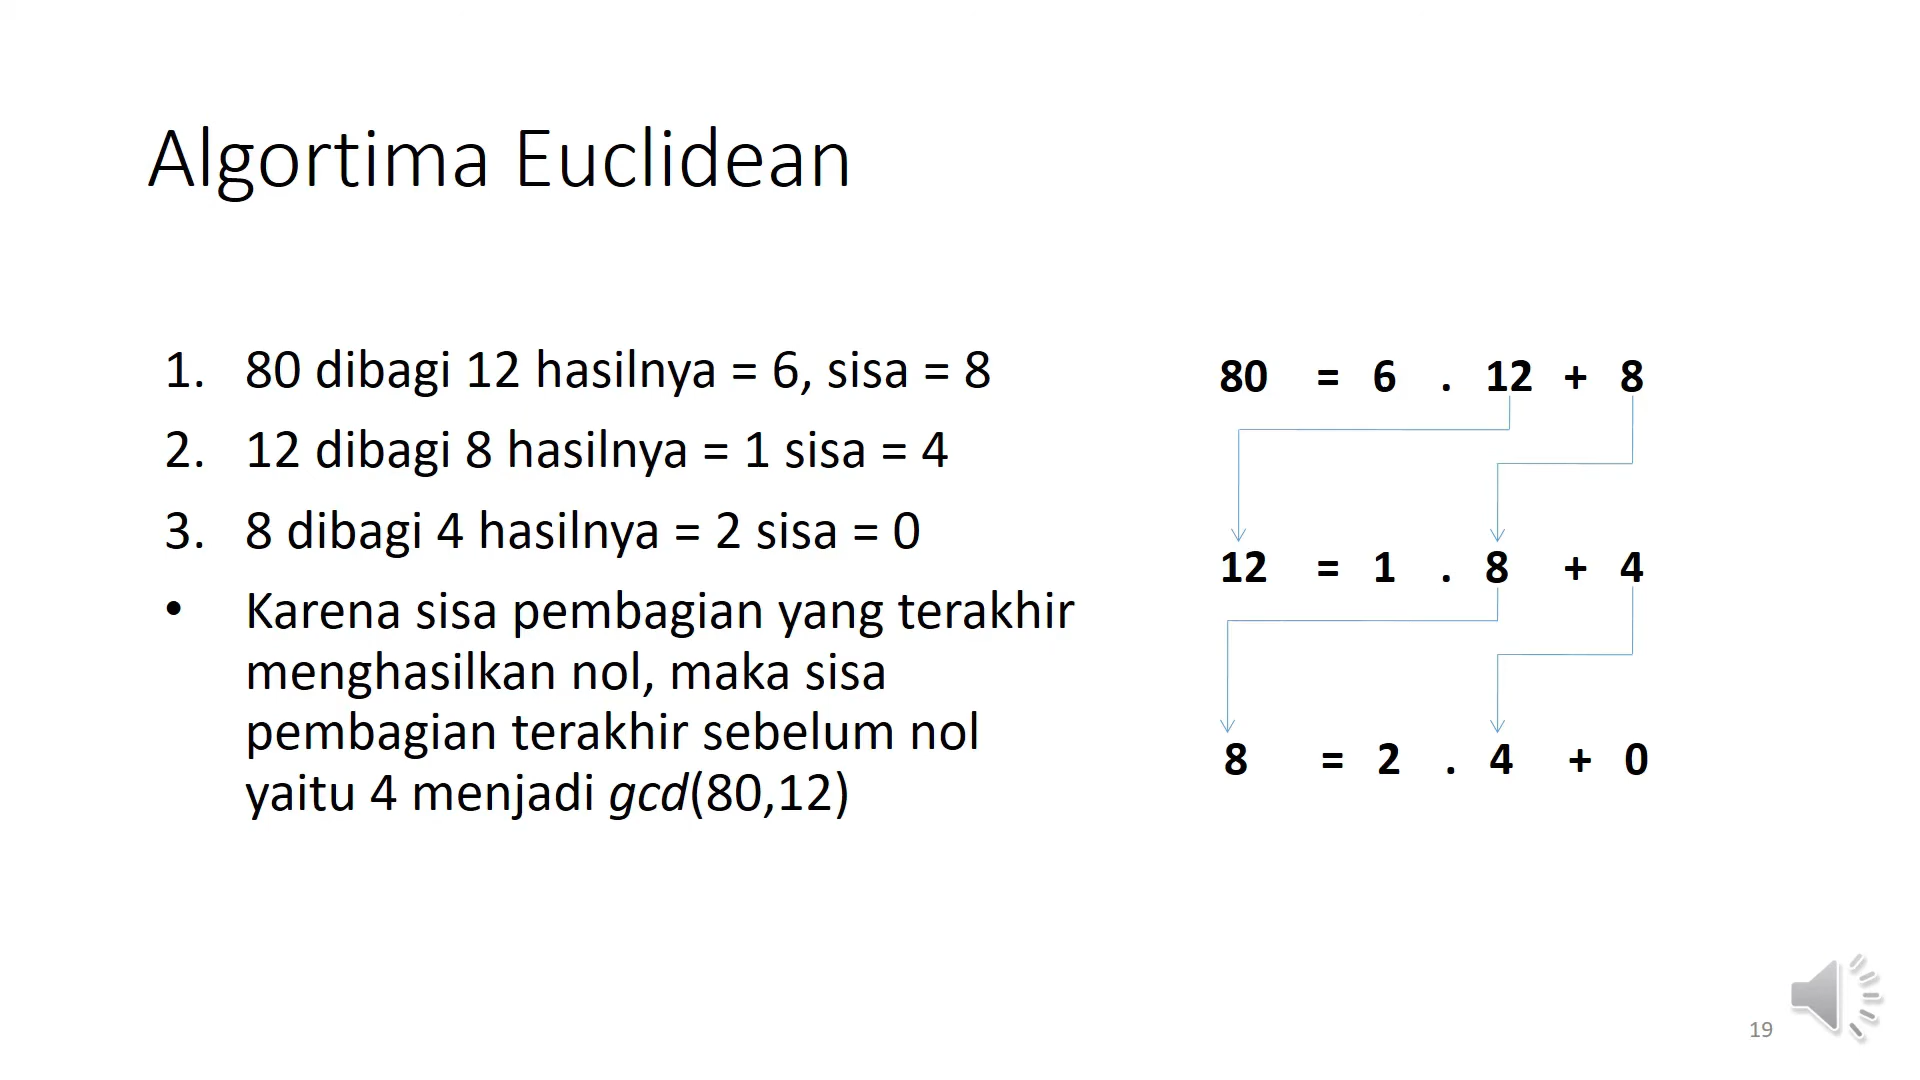 Algortima Euclidean
1. 80 dibagi 12 hasilnya = 6, sisa = 8
2. 12 dibagi 8 hasilnya = 1 sisa = 4
3. 8 dibagi 4 hasilnya = 2 sisa = 0
• Karena sisa pembagian yang terakhir
menghasilkan nol, maka sisa
pembagian terakhir sebelum nol
yaitu 4 menjadi gcd(80,12)
80 = 6 . 12 + 8
12 = 1 . 8 + 4
8 = 2 . 4 + 0
19